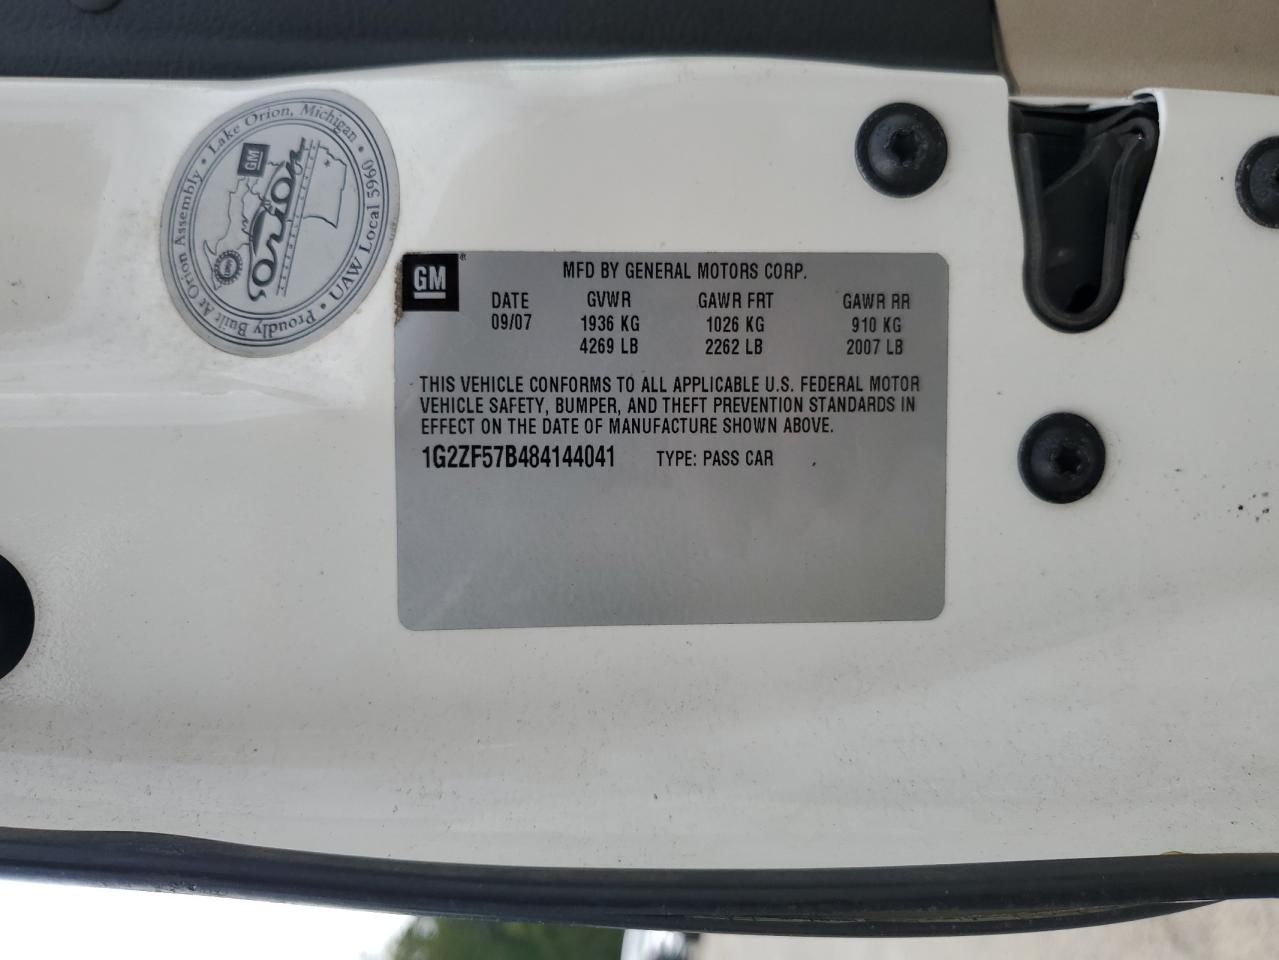 Proudly Built At Orion Assembly • Lake Orion, Michigan •
UAW Local 5960
GM
orion
GM®
MFD BY GENERAL MOTORS CORP.
DATE GVWR GAWR FRT GAWR RR
09/07 1936 KG 1026 KG 910 KG
4269 LB 2262 LB 2007 LB
THIS VEHICLE CONFORMS TO ALL APPLICABLE U.S. FEDERAL MOTOR
VEHICLE SAFETY, BUMPER, AND THEFT PREVENTION STANDARDS IN
EFFECT ON THE DATE OF MANUFACTURE SHOWN ABOVE.
1G2ZF57B484144041 TYPE: PASS CAR